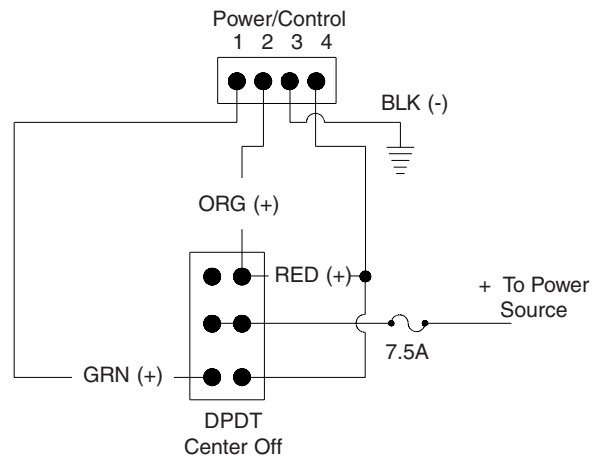 Power/Control
1 2 3 4
BLK (-)
ORG (+)
RED (+)
+ To Power
Source
7.5A
GRN (+)
DPDT
Center Off